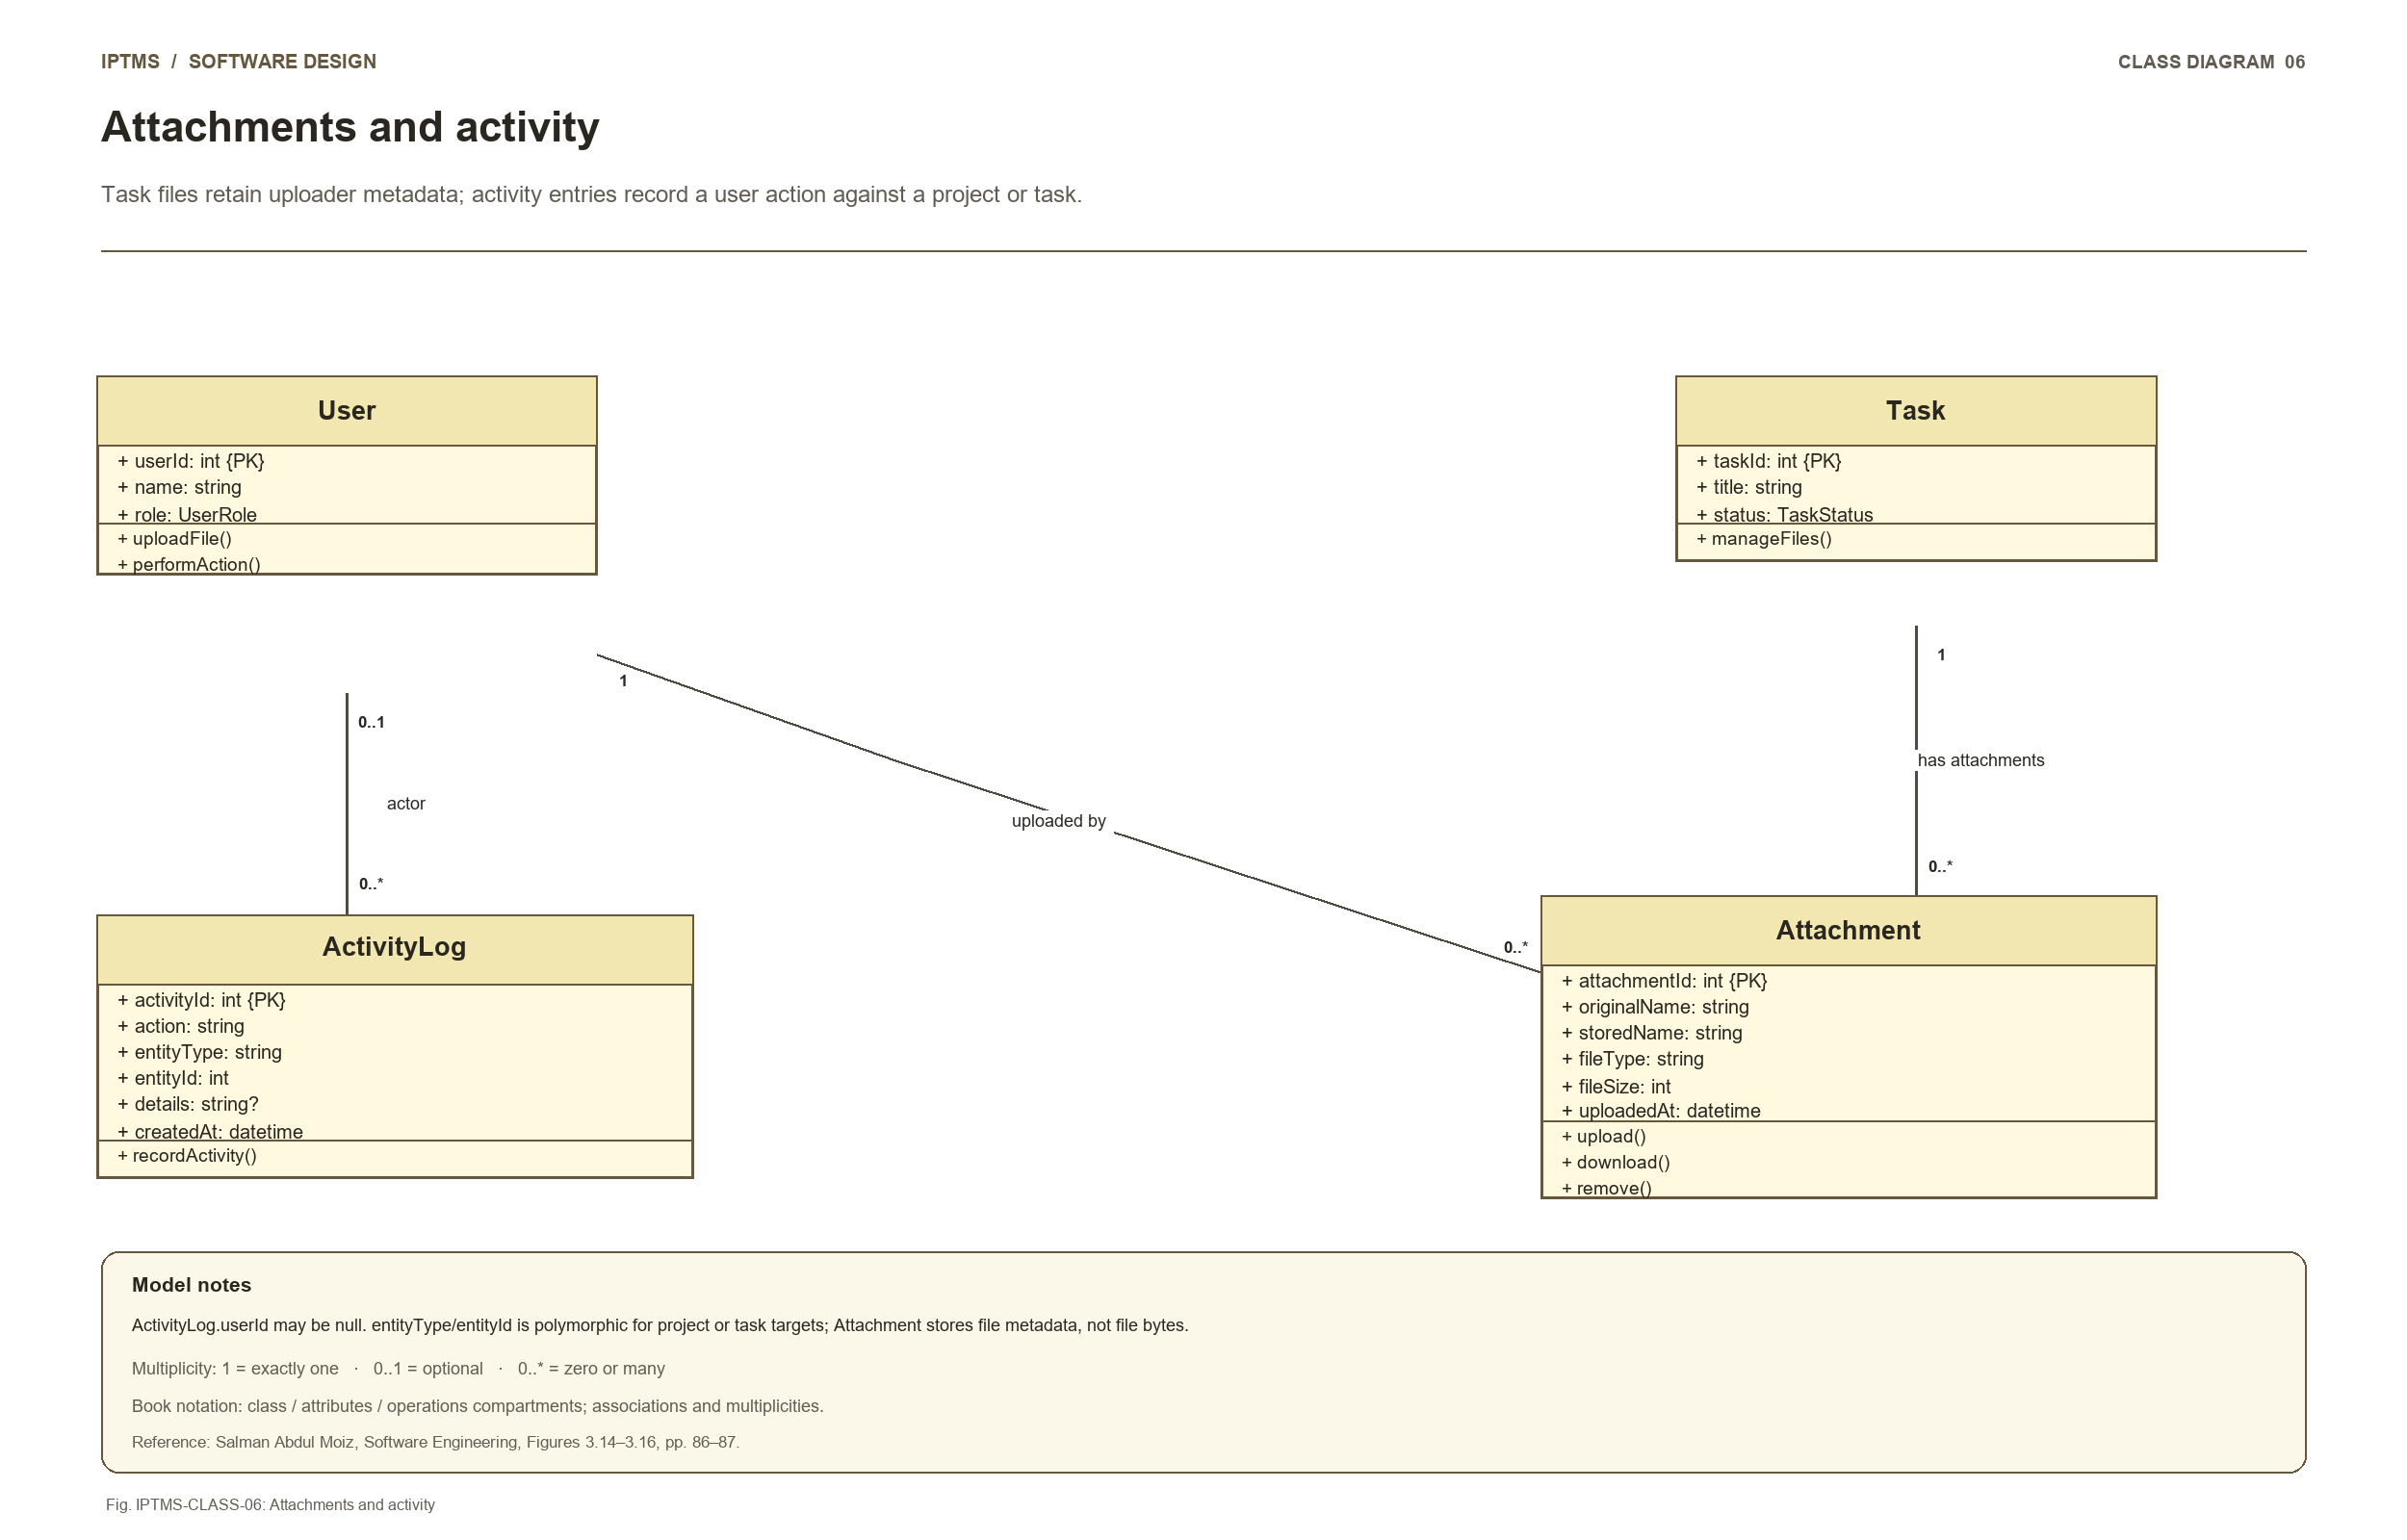 IPTMS / SOFTWARE DESIGN
CLASS DIAGRAM 06
Attachments and activity
Task files retain uploader metadata; activity entries record a user action against a project or task.
User
+ userId: int {PK}
+ name: string
+ role: UserRole
+ uploadFile()
+ performAction()
Task
+ taskId: int {PK}
+ title: string
+ status: TaskStatus
+ manageFiles()
1
1
0..1
has attachments
actor
uploaded by
0..*
0..*
0..*
ActivityLog
+ activityId: int {PK}
+ action: string
+ entityType: string
+ entityId: int
+ details: string?
+ createdAt: datetime
+ recordActivity()
Attachment
+ attachmentId: int {PK}
+ originalName: string
+ storedName: string
+ fileType: string
+ fileSize: int
+ uploadedAt: datetime
+ upload()
+ download()
+ remove()
Model notes
ActivityLog.userId may be null. entityType/entityId is polymorphic for project or task targets; Attachment stores file metadata, not file bytes.
Multiplicity: 1 = exactly one · 0..1 = optional · 0..* = zero or many
Book notation: class / attributes / operations compartments; associations and multiplicities.
Reference: Salman Abdul Moiz, Software Engineering, Figures 3.14–3.16, pp. 86–87.
Fig. IPTMS-CLASS-06: Attachments and activity